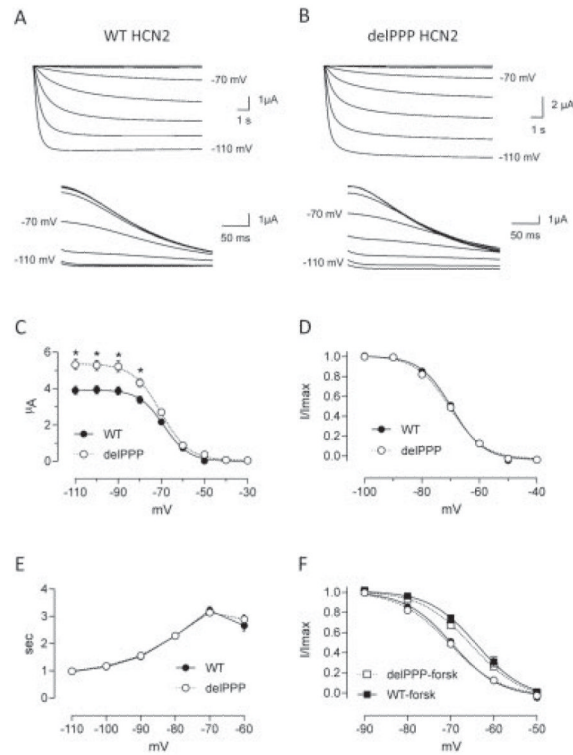 A
WT HCN2
-70 mV
1µA
1 s
-110 mV
-70 mV
1µA
50 ms
-110 mV
B
delPPP HCN2
-70 mV
2 µA
1 s
-110 mV
-70 mV
1µA
50 ms
-110 mV
C
6
4
2
0
µA
* * * *
WT
delPPP
-110 -90 -70 -50 -30
mV
D
1.0
0.8
0.6
0.4
0.2
0.0
I/Imax
WT
delPPP
-100 -80 -60 -40
mV
E
4
3
2
1
0
sec
WT
delPPP
-110 -100 -90 -80 -70 -60
mV
F
1.0
0.8
0.6
0.4
0.2
0.0
I/Imax
delPPP-forsk
WT-forsk
-90 -80 -70 -60 -50
mV